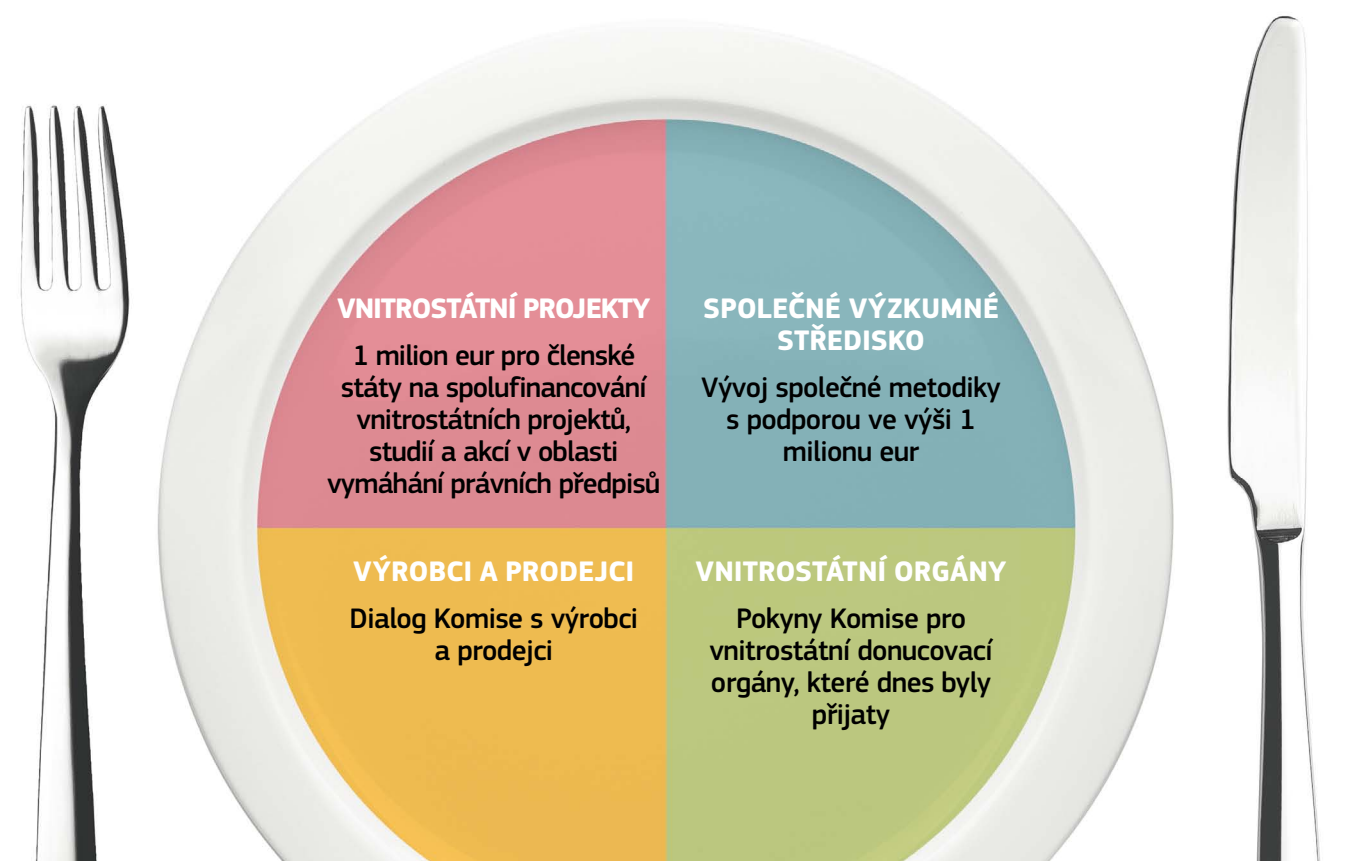 VNITROSTÁTNÍ PROJEKTY
1 milion eur pro členské
státy na spolufinancování
vnitrostátních projektů,
studií a akcí v oblasti
vymáhání právních předpisů
SPOLEČNÉ VÝZKUMNÉ
STŘEDISKO
Vývoj společné metodiky
s podporou ve výši 1
milionu eur
VÝROBCI A PRODEJCI
Dialog Komise s výrobci
a prodejci
VNITROSTÁTNÍ ORGÁNY
Pokyny Komise pro
vnitrostátní donucovací
orgány, které dnes byly
přijaty